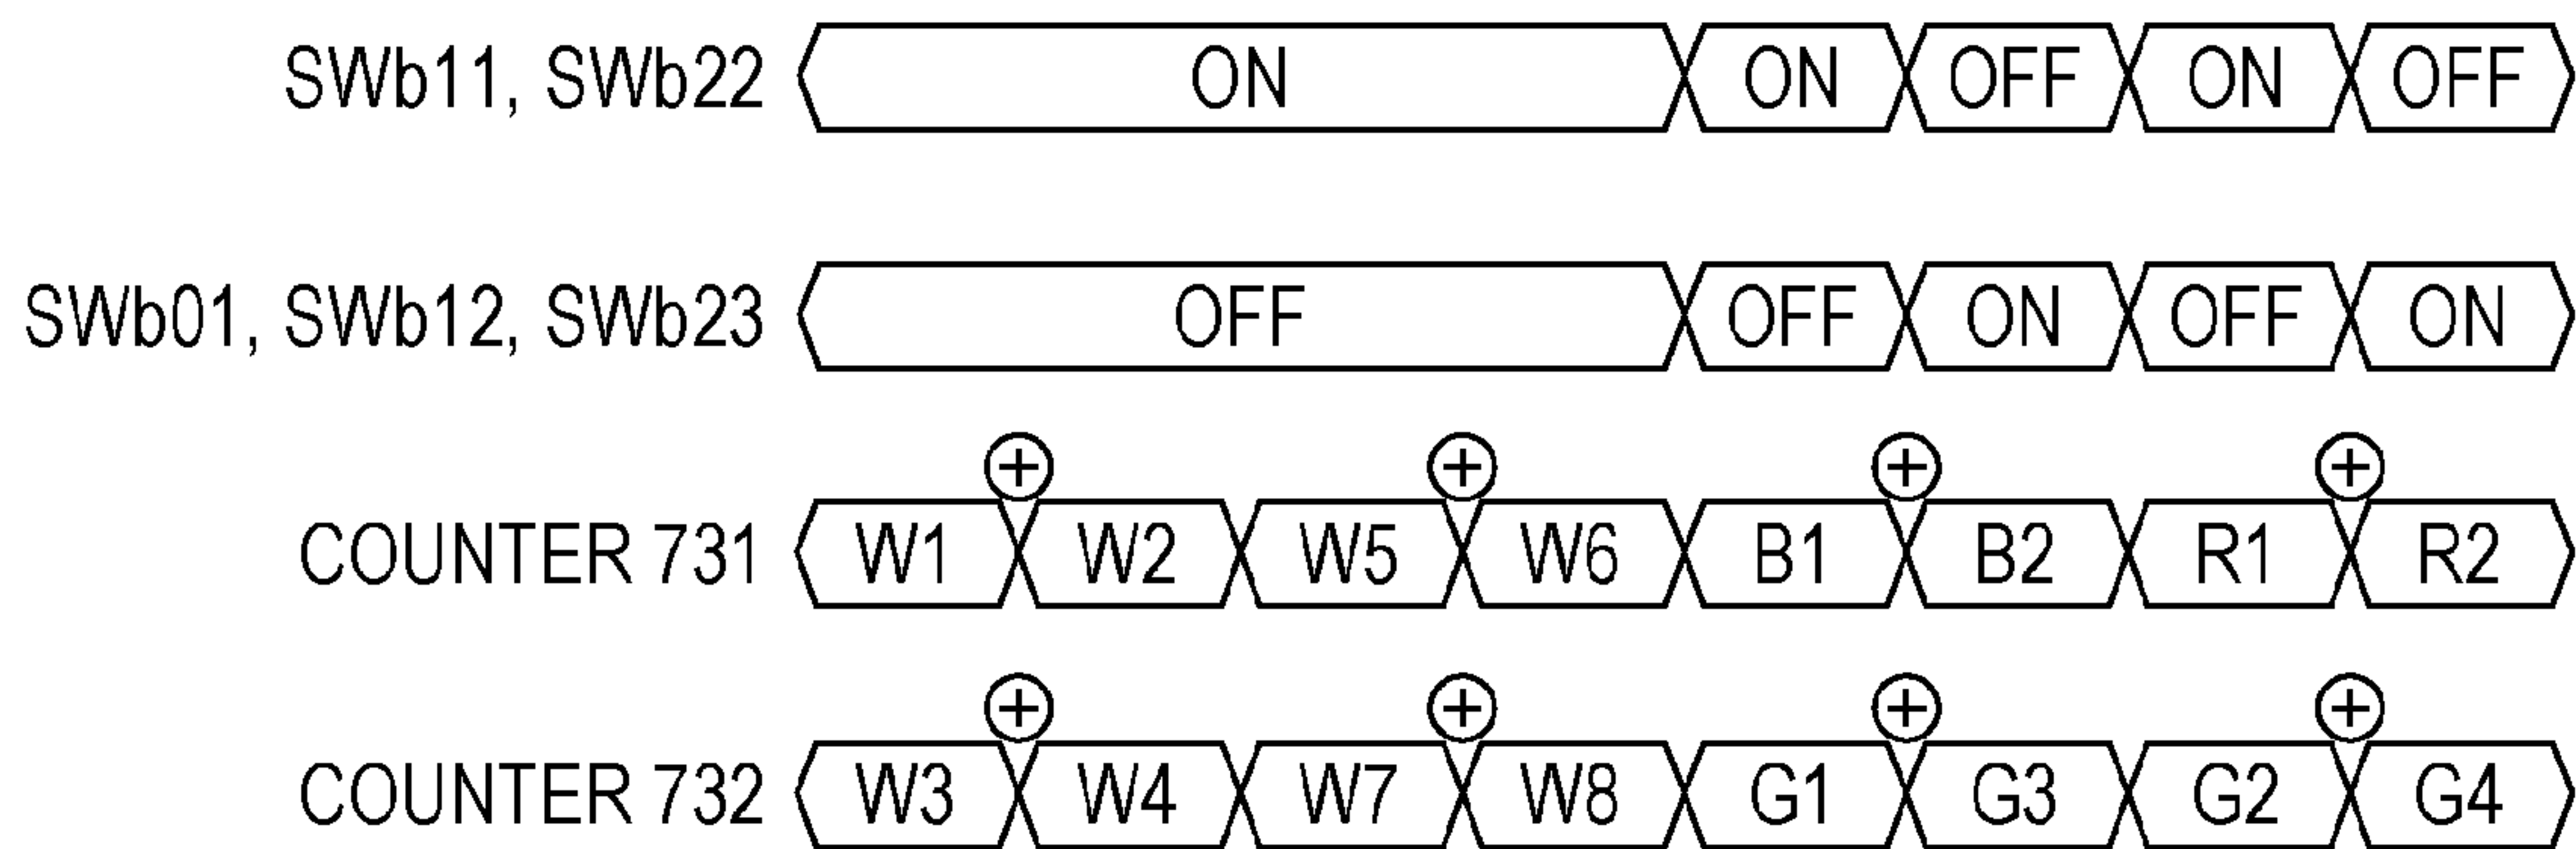 SWb11, SWb22 ON ON OFF ON OFF
SWb01, SWb12, SWb23 OFF OFF ON OFF ON
+ + + +
COUNTER 731 W1 W2 W5 W6 B1 B2 R1 R2
+ + + +
COUNTER 732 W3 W4 W7 W8 G1 G3 G2 G4